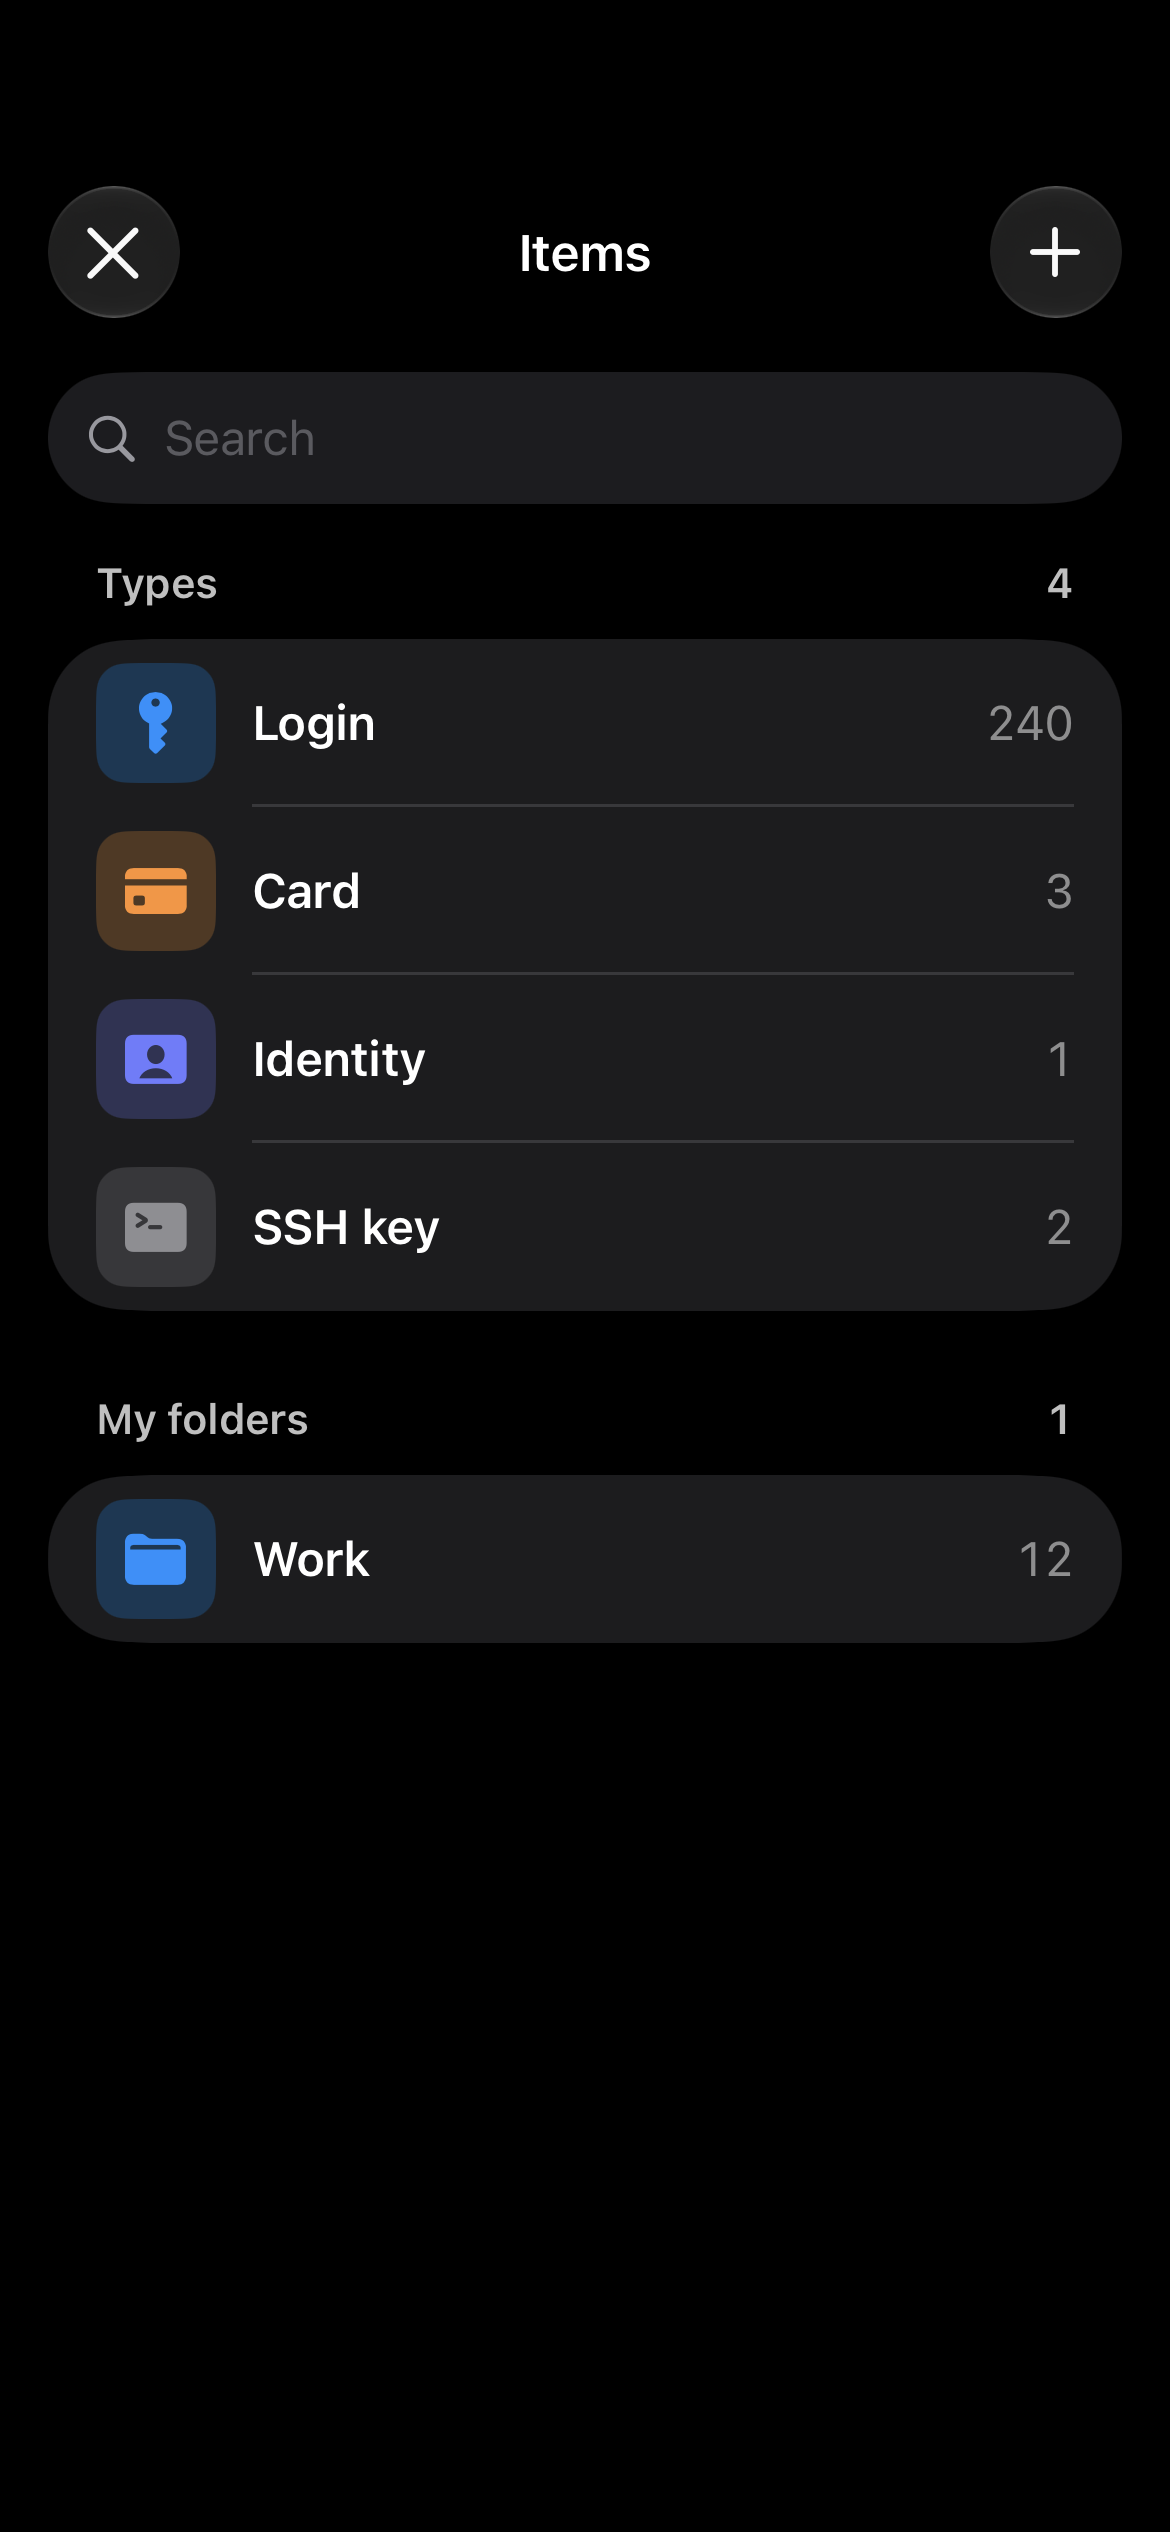 Items
Search
Types 4
Login 240
Card 3
Identity 1
SSH key 2
My folders 1
Work 12